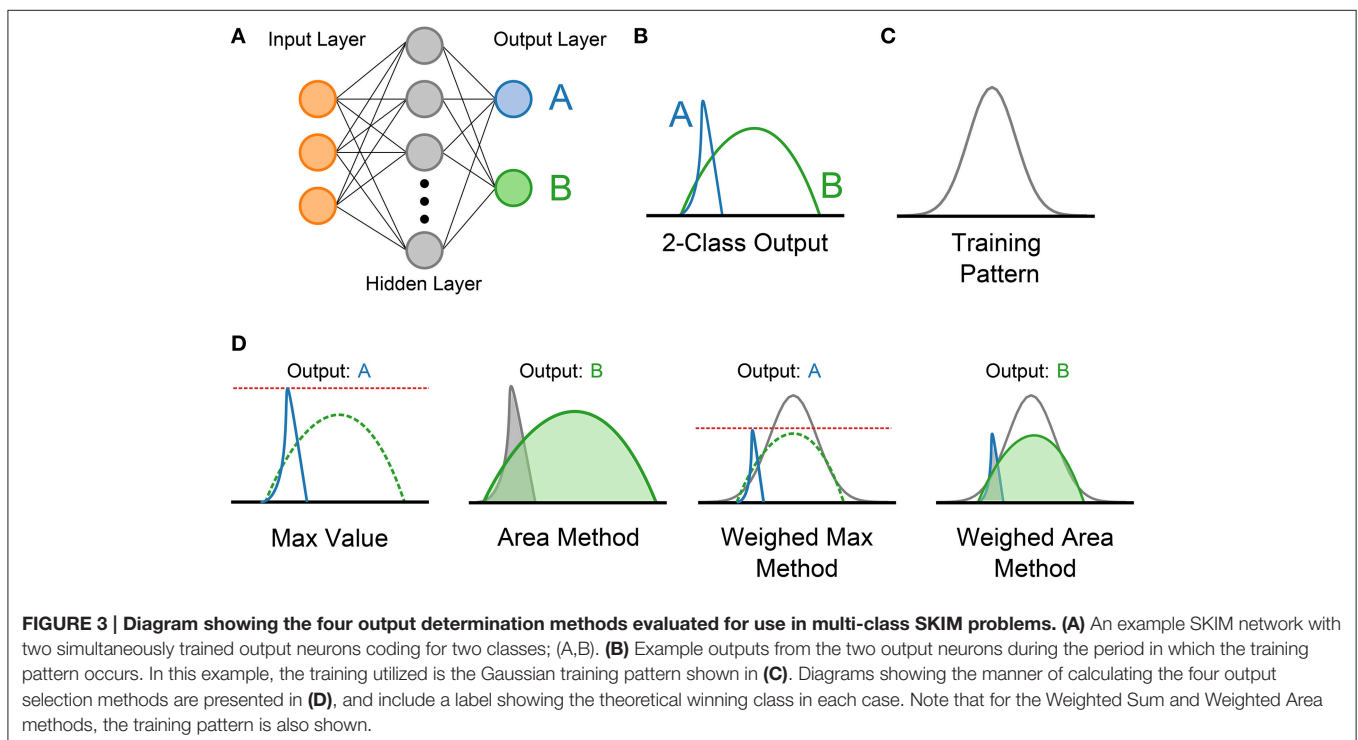 A
Input Layer
Output Layer
A
B
Hidden Layer
B
A
B
2-Class Output
C
Training
Pattern
D
Output: A
Max Value
Output: B
Area Method
Output: A
Weighed Max
Method
Output: B
Weighed Area
Method
FIGURE 3 | Diagram showing the four output determination methods evaluated for use in multi-class SKIM problems. (A) An example SKIM network with
two simultaneously trained output neurons coding for two classes; (A,B). (B) Example outputs from the two output neurons during the period in which the training
pattern occurs. In this example, the training utilized is the Gaussian training pattern shown in (C). Diagrams showing the manner of calculating the four output
selection methods are presented in (D), and include a label showing the theoretical winning class in each case. Note that for the Weighted Sum and Weighted Area
methods, the training pattern is also shown.